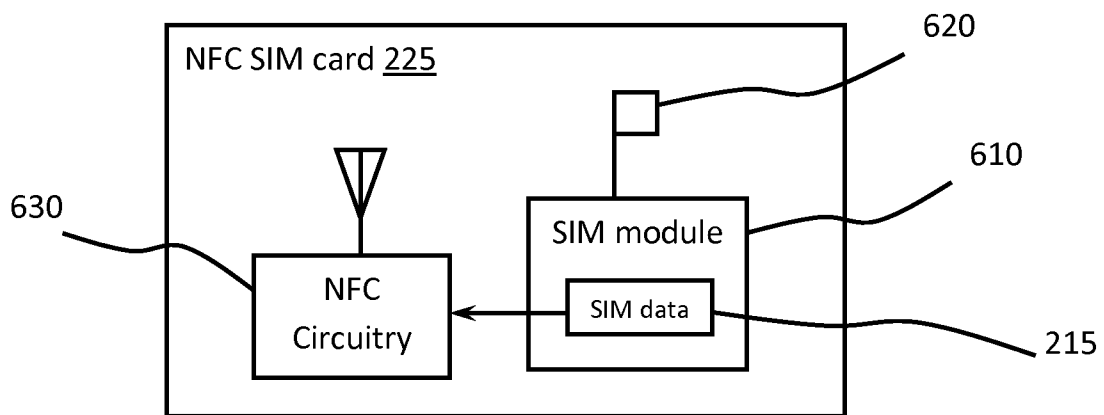 620
NFC SIM card 225
610
630
SIM module
NFC
Circuitry
SIM data
215